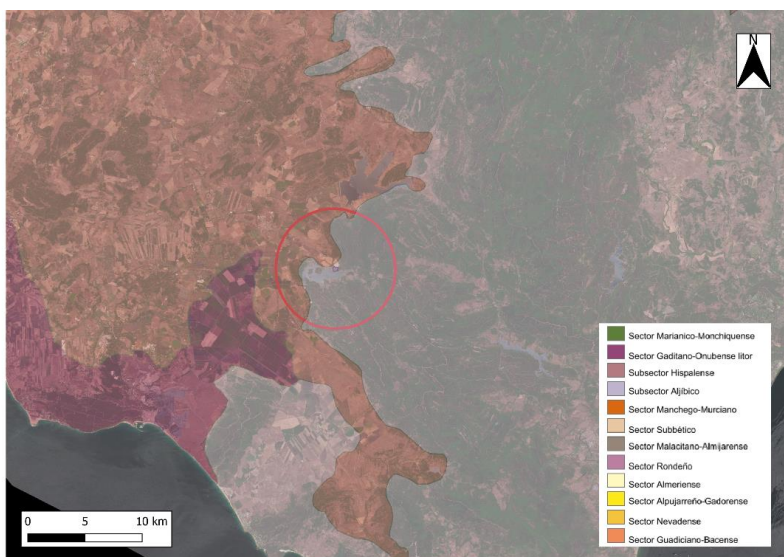 N
Sector Marianico-Monchiquense
Sector Gaditano-Onubense litor
Subsector Hispalense
Subsector Aljíbico
Sector Manchego-Murciano
Sector Subbético
Sector Malacitano-Almijarense
Sector Rondeño
Sector Almeriense
Sector Alpujarreño-Gadorense
Sector Nevadense
Sector Guadiciano-Bacense
0 5 10 km